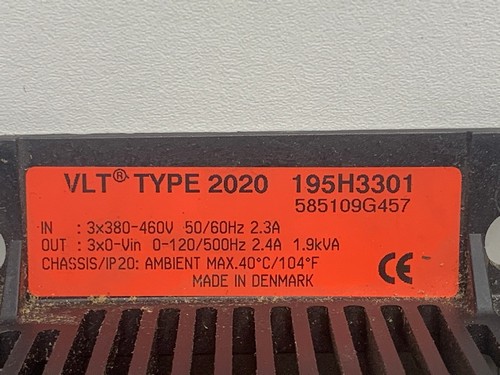 VLT® TYPE 2020 195H3301
585109G457
IN : 3x380-460V 50/60Hz 2.3A
OUT : 3x0-Vin 0-120/500Hz 2.4A 1.9kVA
CHASSIS/IP20: AMBIENT MAX.40°C/104°F
MADE IN DENMARK
CE